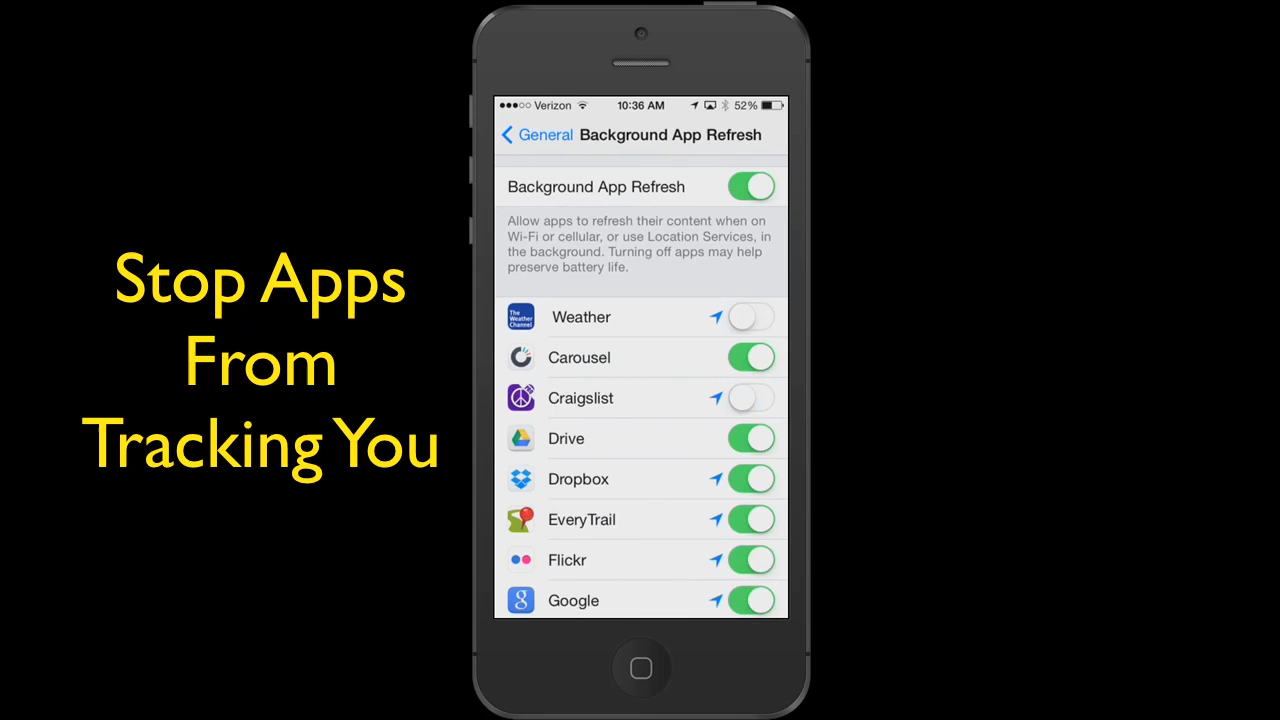 Stop Apps
From
Tracking You
Verizon 10:36 AM 52%
General Background App Refresh
Background App Refresh
Allow apps to refresh their content when on
Wi-Fi or cellular, or use Location Services, in
the background. Turning off apps may help
preserve battery life.
The Weather Channel Weather
Carousel
Craigslist
Drive
Dropbox
EveryTrail
Flickr
g Google